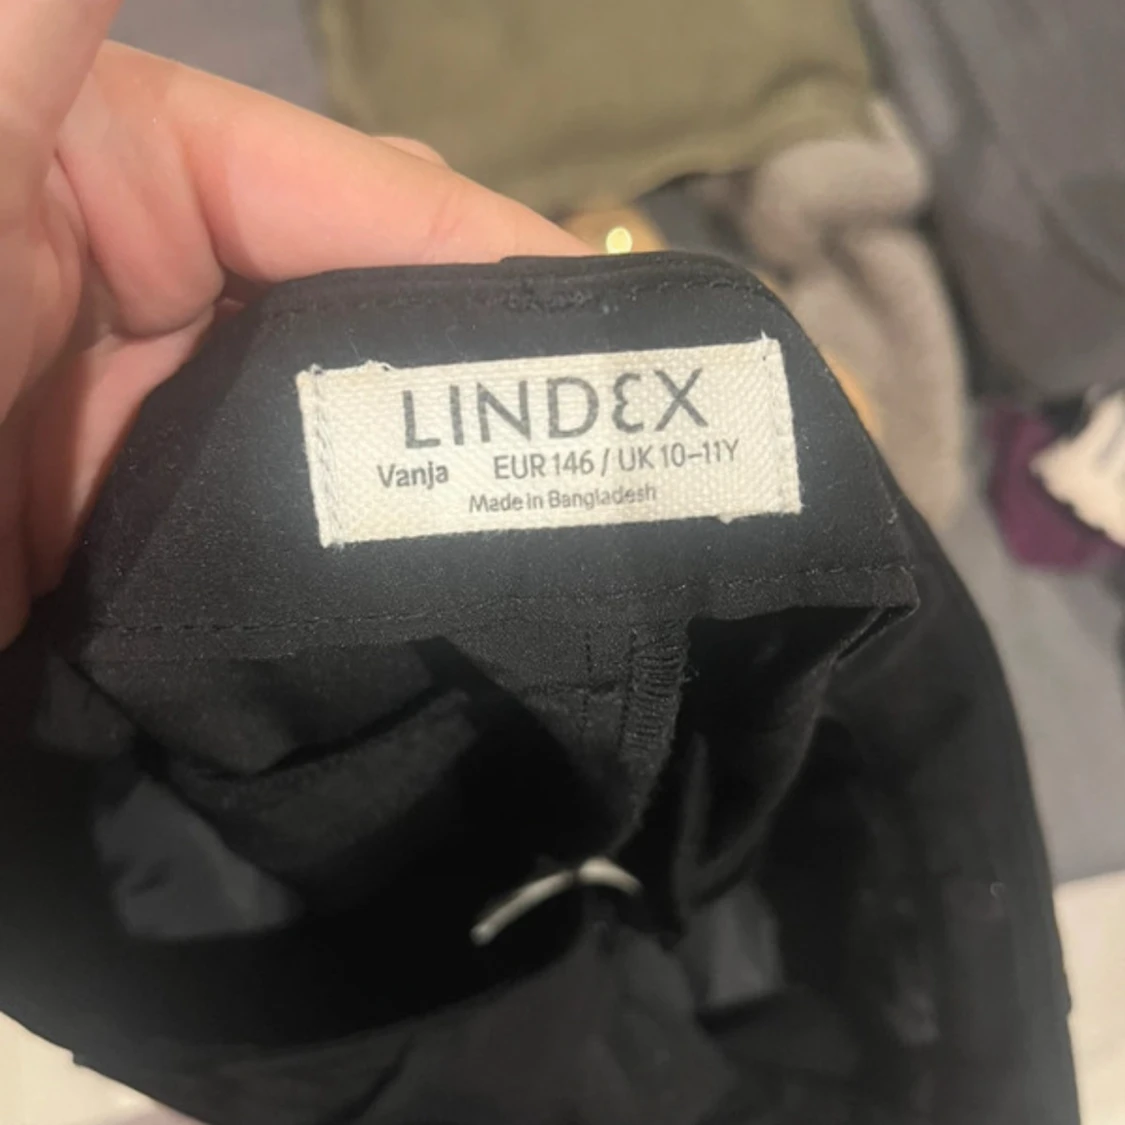 LINDEX
Vanja EUR 146 / UK 10–11Y
Made in Bangladesh